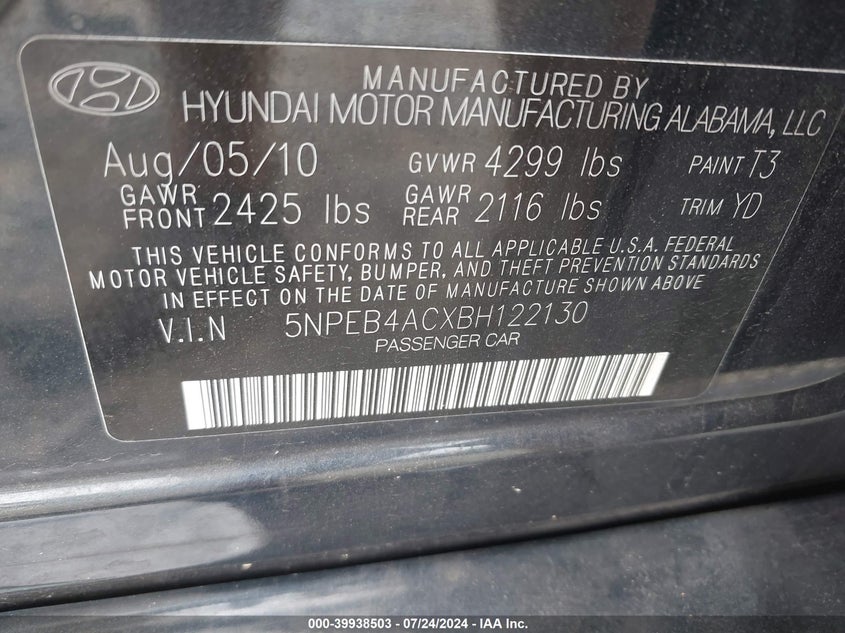 MANUFACTURED BY
HYUNDAI MOTOR MANUFACTURING ALABAMA, LLC
Aug/05/10 GVWR 4299 lbs PAINT T3
GAWR FRONT 2425 lbs GAWR REAR 2116 lbs TRIM YD
THIS VEHICLE CONFORMS TO ALL APPLICABLE U.S.A. FEDERAL
MOTOR VEHICLE SAFETY, BUMPER, AND THEFT PREVENTION STANDARDS
IN EFFECT ON THE DATE OF MANUFACTURE SHOWN ABOVE
V.I.N 5NPEB4ACXBH122130
PASSENGER CAR
000-39938503 - 07/24/2024 - IAA Inc.